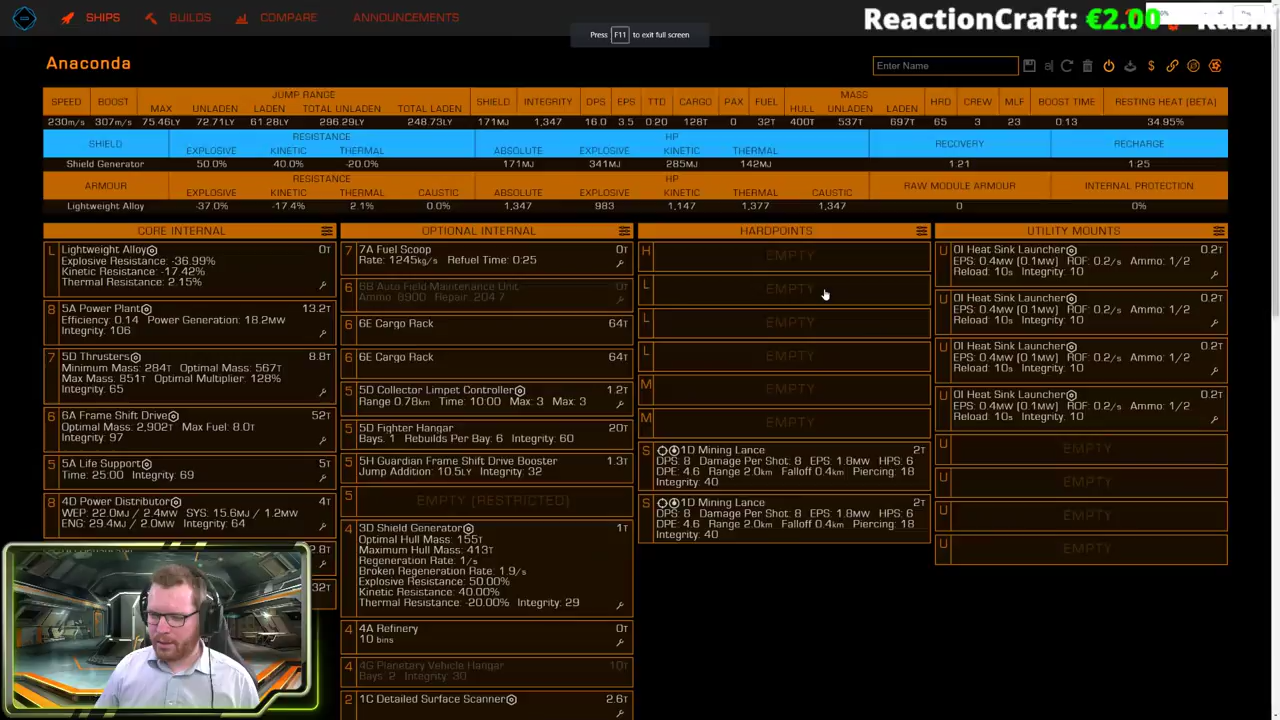 SHIPS BUILDS COMPARE ANNOUNCEMENTS
ReactionCraft: €2.00
Press F11 to exit full screen
Anaconda
Enter Name
SPEED BOOST JUMP RANGE SHIELD INTEGRITY DPS EPS TTD CARGO PAX FUEL MASS HRD CREW MLF BOOST TIME RESTING HEAT (BETA)
MAX UNLADEN LADEN TOTAL UNLADEN TOTAL LADEN HULL UNLADEN LADEN
230m/s 307m/s 75.46LY 72.71LY 61.28LY 296.29LY 248.73LY 171MJ 1,347 16.0 3.5 0.20 128T 0 32T 400T 537T 697T 65 3 23 0.13 34.95%
SHIELD RESISTANCE HP RECOVERY RECHARGE
EXPLOSIVE KINETIC THERMAL ABSOLUTE EXPLOSIVE KINETIC THERMAL
Shield Generator 50.0% 40.0% -20.0% 171MJ 341MJ 285MJ 142MJ 1:21 1:25
ARMOUR RESISTANCE HP RAW MODULE ARMOUR INTERNAL PROTECTION
EXPLOSIVE KINETIC THERMAL CAUSTIC ABSOLUTE EXPLOSIVE KINETIC THERMAL CAUSTIC
Lightweight Alloy -37.0% -17.4% 2.1% 0.0% 1,347 983 1,147 1,377 1,347 0 0%
CORE INTERNAL
L Lightweight Alloy 0T
Explosive Resistance: -36.99%
Kinetic Resistance: -17.42%
Thermal Resistance: 2.15%
8 5A Power Plant 13.2T
Efficiency: 0.14 Power Generation: 18.2MW
Integrity: 106
7 5D Thrusters 8.8T
Minimum Mass: 284T Optimal Mass: 567T
Max Mass: 851T Optimal Multiplier: 128%
Integrity: 65
6 6A Frame Shift Drive 52T
Optimal Mass: 2,902T Max Fuel: 8.0T
Integrity: 97
5 5A Life Support 5T
Time: 25:00 Integrity: 69
8 4D Power Distributor 4T
WEP: 22.0MJ / 2.4MW SYS: 15.6MJ / 1.2MW
ENG: 29.4MJ / 2.0MW Integrity: 64
2.8T
32T
OPTIONAL INTERNAL
7 7A Fuel Scoop 0T
Rate: 1245kg/s Refuel Time: 0:25
6 6B Auto Field Maintenance Unit 0T
Ammo: 8900 Repair: 204.7
6 6E Cargo Rack 64T
6 6E Cargo Rack 64T
5 5D Collector Limpet Controller 1.2T
Range 0.78km Time: 10:00 Max: 3 Max: 3
5 5D Fighter Hangar 20T
Bays: 1 Rebuilds Per Bay: 6 Integrity: 60
5 5H Guardian Frame Shift Drive Booster 1.3T
Jump Addition: 10.5LY Integrity: 32
5 EMPTY (RESTRICTED)
4 3D Shield Generator 1T
Optimal Hull Mass: 155T
Maximum Hull Mass: 413T
Regeneration Rate: 1/s
Broken Regeneration Rate: 1.9/s
Explosive Resistance: 50.00%
Kinetic Resistance: 40.00%
Thermal Resistance: -20.00% Integrity: 29
4 4A Refinery 0T
10 bins
4 4G Planetary Vehicle Hangar 10T
Bays: 2 Integrity: 30
2 1C Detailed Surface Scanner 2.6T
HARDPOINTS
H EMPTY
L EMPTY
L EMPTY
L EMPTY
M EMPTY
M EMPTY
S 1D Mining Lance 2T
DPS: 8 Damage Per Shot: 8 EPS: 1.8MW HPS: 6
DPE: 4.6 Range 2.0km Falloff 0.4km Piercing: 18
Integrity: 40
S 1D Mining Lance 2T
DPS: 8 Damage Per Shot: 8 EPS: 1.8MW HPS: 6
DPE: 4.6 Range 2.0km Falloff 0.4km Piercing: 18
Integrity: 40
UTILITY MOUNTS
U 0I Heat Sink Launcher 0.2T
EPS: 0.4MW (0.1MW) ROF: 0.2/s Ammo: 1/2
Reload: 10s Integrity: 10
U 0I Heat Sink Launcher 0.2T
EPS: 0.4MW (0.1MW) ROF: 0.2/s Ammo: 1/2
Reload: 10s Integrity: 10
U 0I Heat Sink Launcher 0.2T
EPS: 0.4MW (0.1MW) ROF: 0.2/s Ammo: 1/2
Reload: 10s Integrity: 10
U 0I Heat Sink Launcher 0.2T
EPS: 0.4MW (0.1MW) ROF: 0.2/s Ammo: 1/2
Reload: 10s Integrity: 10
U EMPTY
U EMPTY
U EMPTY
U EMPTY